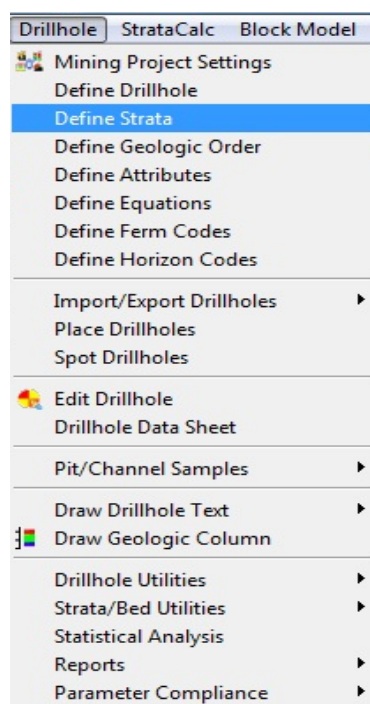 Drillhole StrataCalc Block Model
Mining Project Settings
Define Drillhole
Define Strata
Define Geologic Order
Define Attributes
Define Equations
Define Ferm Codes
Define Horizon Codes
Import/Export Drillholes
Place Drillholes
Spot Drillholes
Edit Drillhole
Drillhole Data Sheet
Pit/Channel Samples
Draw Drillhole Text
Draw Geologic Column
Drillhole Utilities
Strata/Bed Utilities
Statistical Analysis
Reports
Parameter Compliance